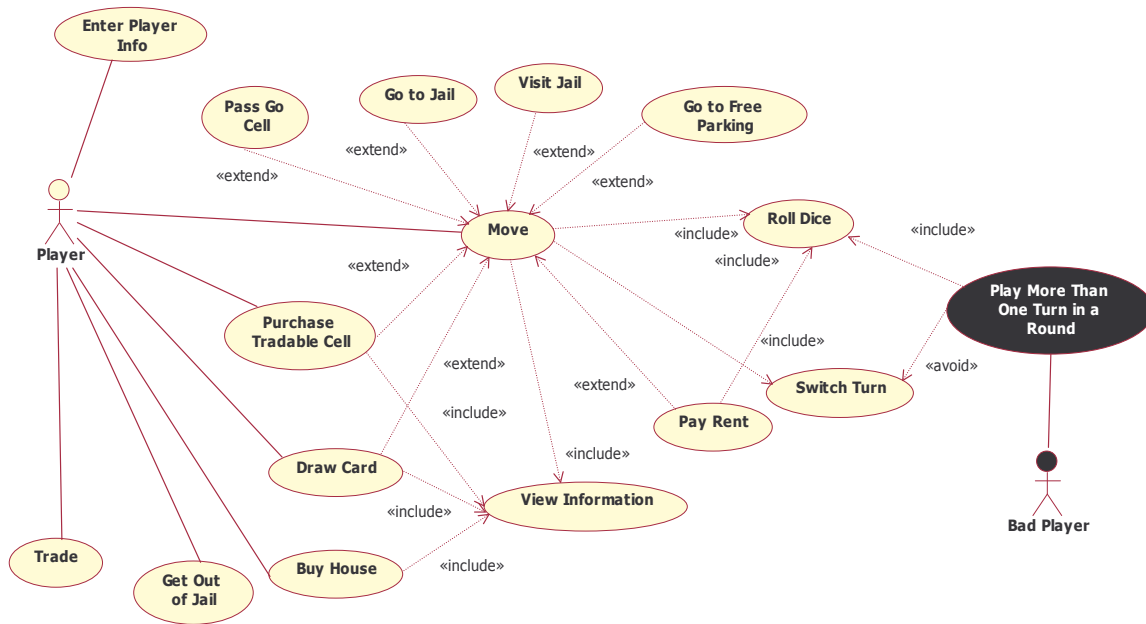 Enter Player
Info
Pass Go
Cell
Go to Jail
Visit Jail
Go to Free
Parking
«extend»
«extend»
«extend»
«extend»
Player
Move
Roll Dice
«include»
«include»
«include»
«extend»
Play More Than
One Turn in a
Round
Purchase
Tradable Cell
«include»
«extend»
«avoid»
«extend»
Switch Turn
«include»
Pay Rent
«include»
Draw Card
View Information
«include»
Bad Player
Trade
Get Out
of Jail
Buy House
«include»